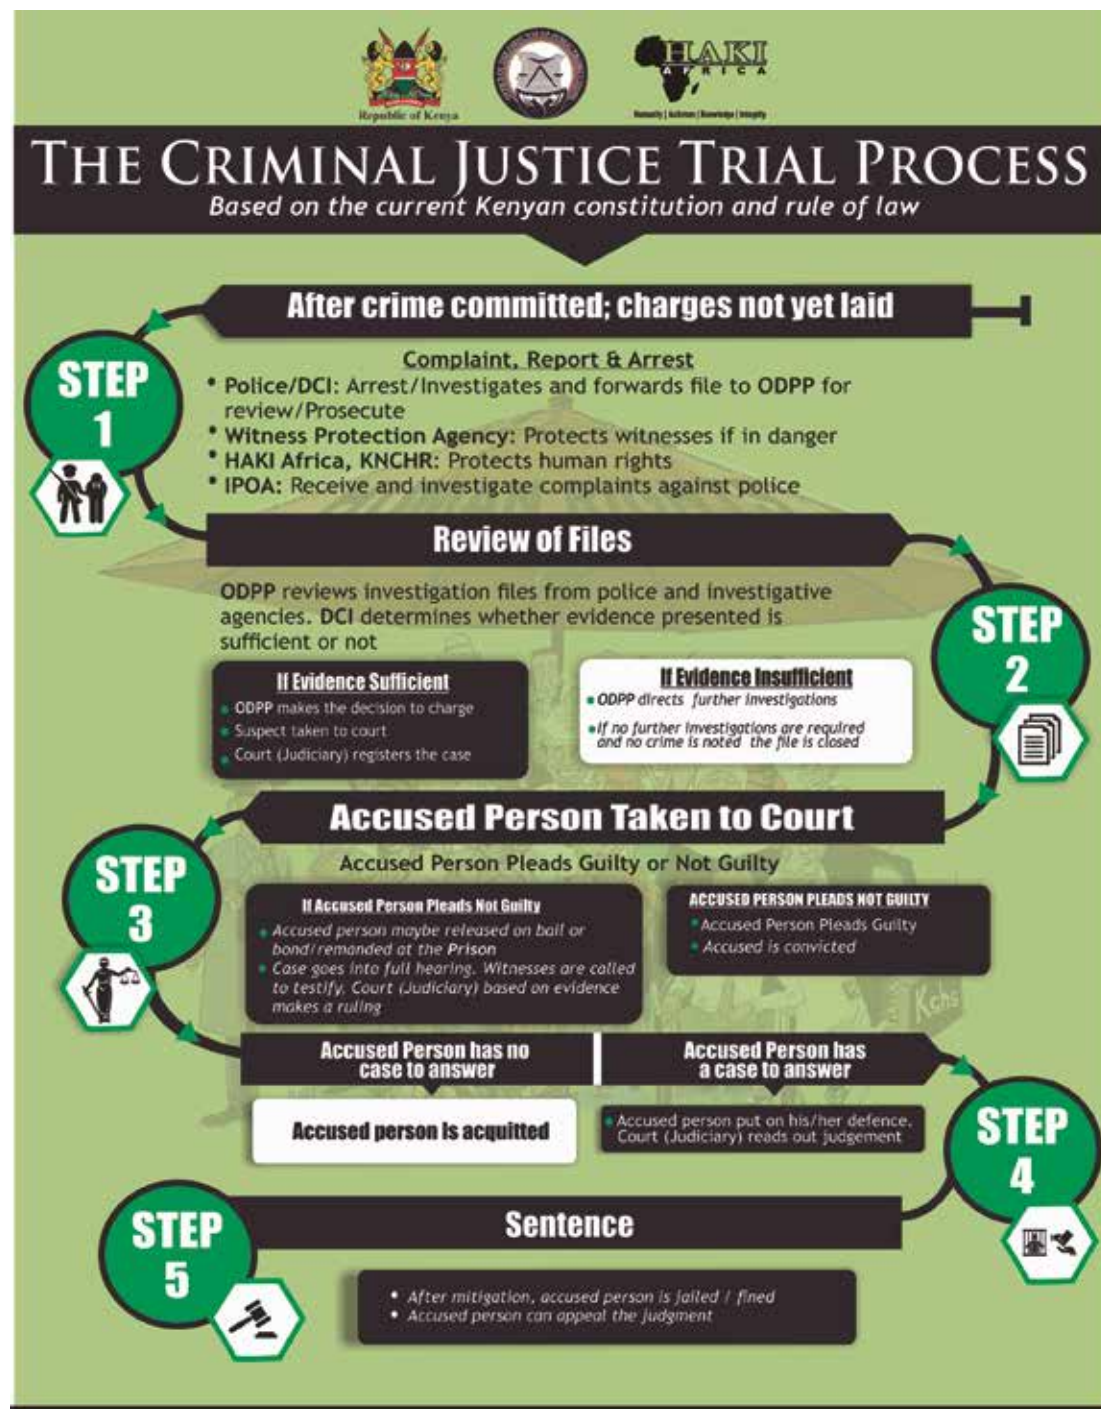 Republic of Kenya
HAKI
AFRICA
Humanity | Activism | Knowledge | Integrity
THE CRIMINAL JUSTICE TRIAL PROCESS
Based on the current Kenyan constitution and rule of law
After crime committed; charges not yet laid
STEP
1
Complaint, Report & Arrest
• Police/DCI: Arrest/Investigates and forwards file to ODPP for
review/Prosecute
• Witness Protection Agency: Protects witnesses if in danger
• HAKI Africa, KNCHR: Protects human rights
• IPOA: Receive and investigate complaints against police
Review of Files
STEP
2
ODPP reviews investigation files from police and investigative
agencies. DCI determines whether evidence presented is
sufficient or not
If Evidence Sufficient
• ODPP makes the decision to charge
• Suspect taken to court
• Court (Judiciary) registers the case
If Evidence Insufficient
• ODPP directs further investigations
• If no further investigations are required
and no crime is noted the file is closed
Accused Person Taken to Court
STEP
3
Accused Person Pleads Guilty or Not Guilty
If Accused Person Pleads Not Guilty
• Accused person maybe released on bail or
bond/remanded at the Prison
• Case goes into full hearing. Witnesses are called
to testify. Court (Judiciary) based on evidence
makes a ruling
ACCUSED PERSON PLEADS NOT GUILTY
• Accused Person Pleads Guilty
• Accused is convicted
Kchs
Accused Person has no
case to answer
Accused person is acquitted
Accused Person has
a case to answer
• Accused person put on his/her defence.
Court (Judiciary) reads out judgement
STEP
4
STEP
5
Sentence
• After mitigation, accused person is jailed / fined
• Accused person can appeal the judgment